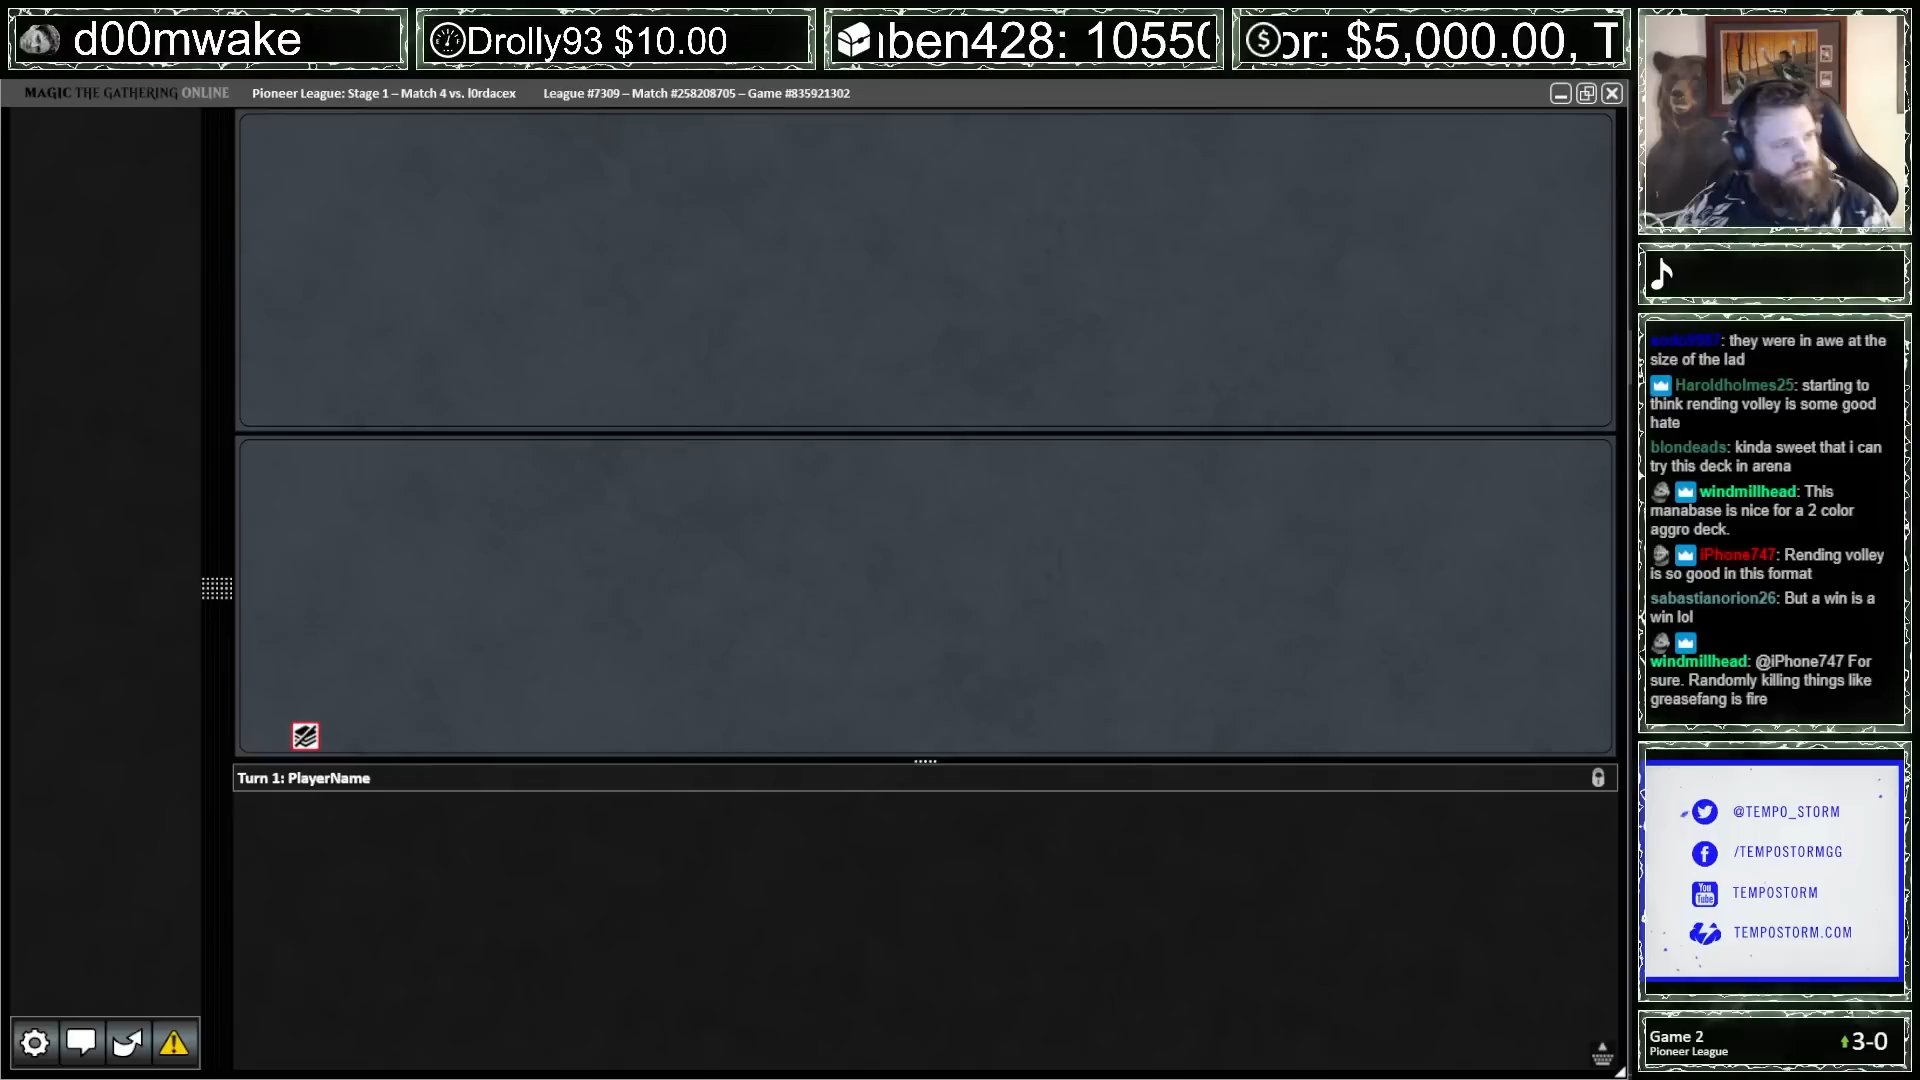 d00mwake
Drolly93 $10.00
ben428: 1055
or: $5,000.00, T
MAGIC THE GATHERING ONLINE
Pioneer League: Stage 1 – Match 4 vs. l0rdacex
League #7309 – Match #258208705 – Game #835921302
: they were in awe at the
size of the lad
Haroldholmes25: starting to
think rending volley is some good
hate
blondeads: kinda sweet that i can
try this deck in arena
windmillhead: This
manabase is nice for a 2 color
aggro deck.
iPhone747: Rending volley
is so good in this format
sabastianorion26: But a win is a
win lol
windmillhead: @iPhone747 For
sure. Randomly killing things like
greasefang is fire
Turn 1: PlayerName
@TEMPO_STORM
/TEMPOSTORMGG
You
Tube
TEMPOSTORM
TEMPOSTORM.COM
Game 2
Pioneer League
3-0